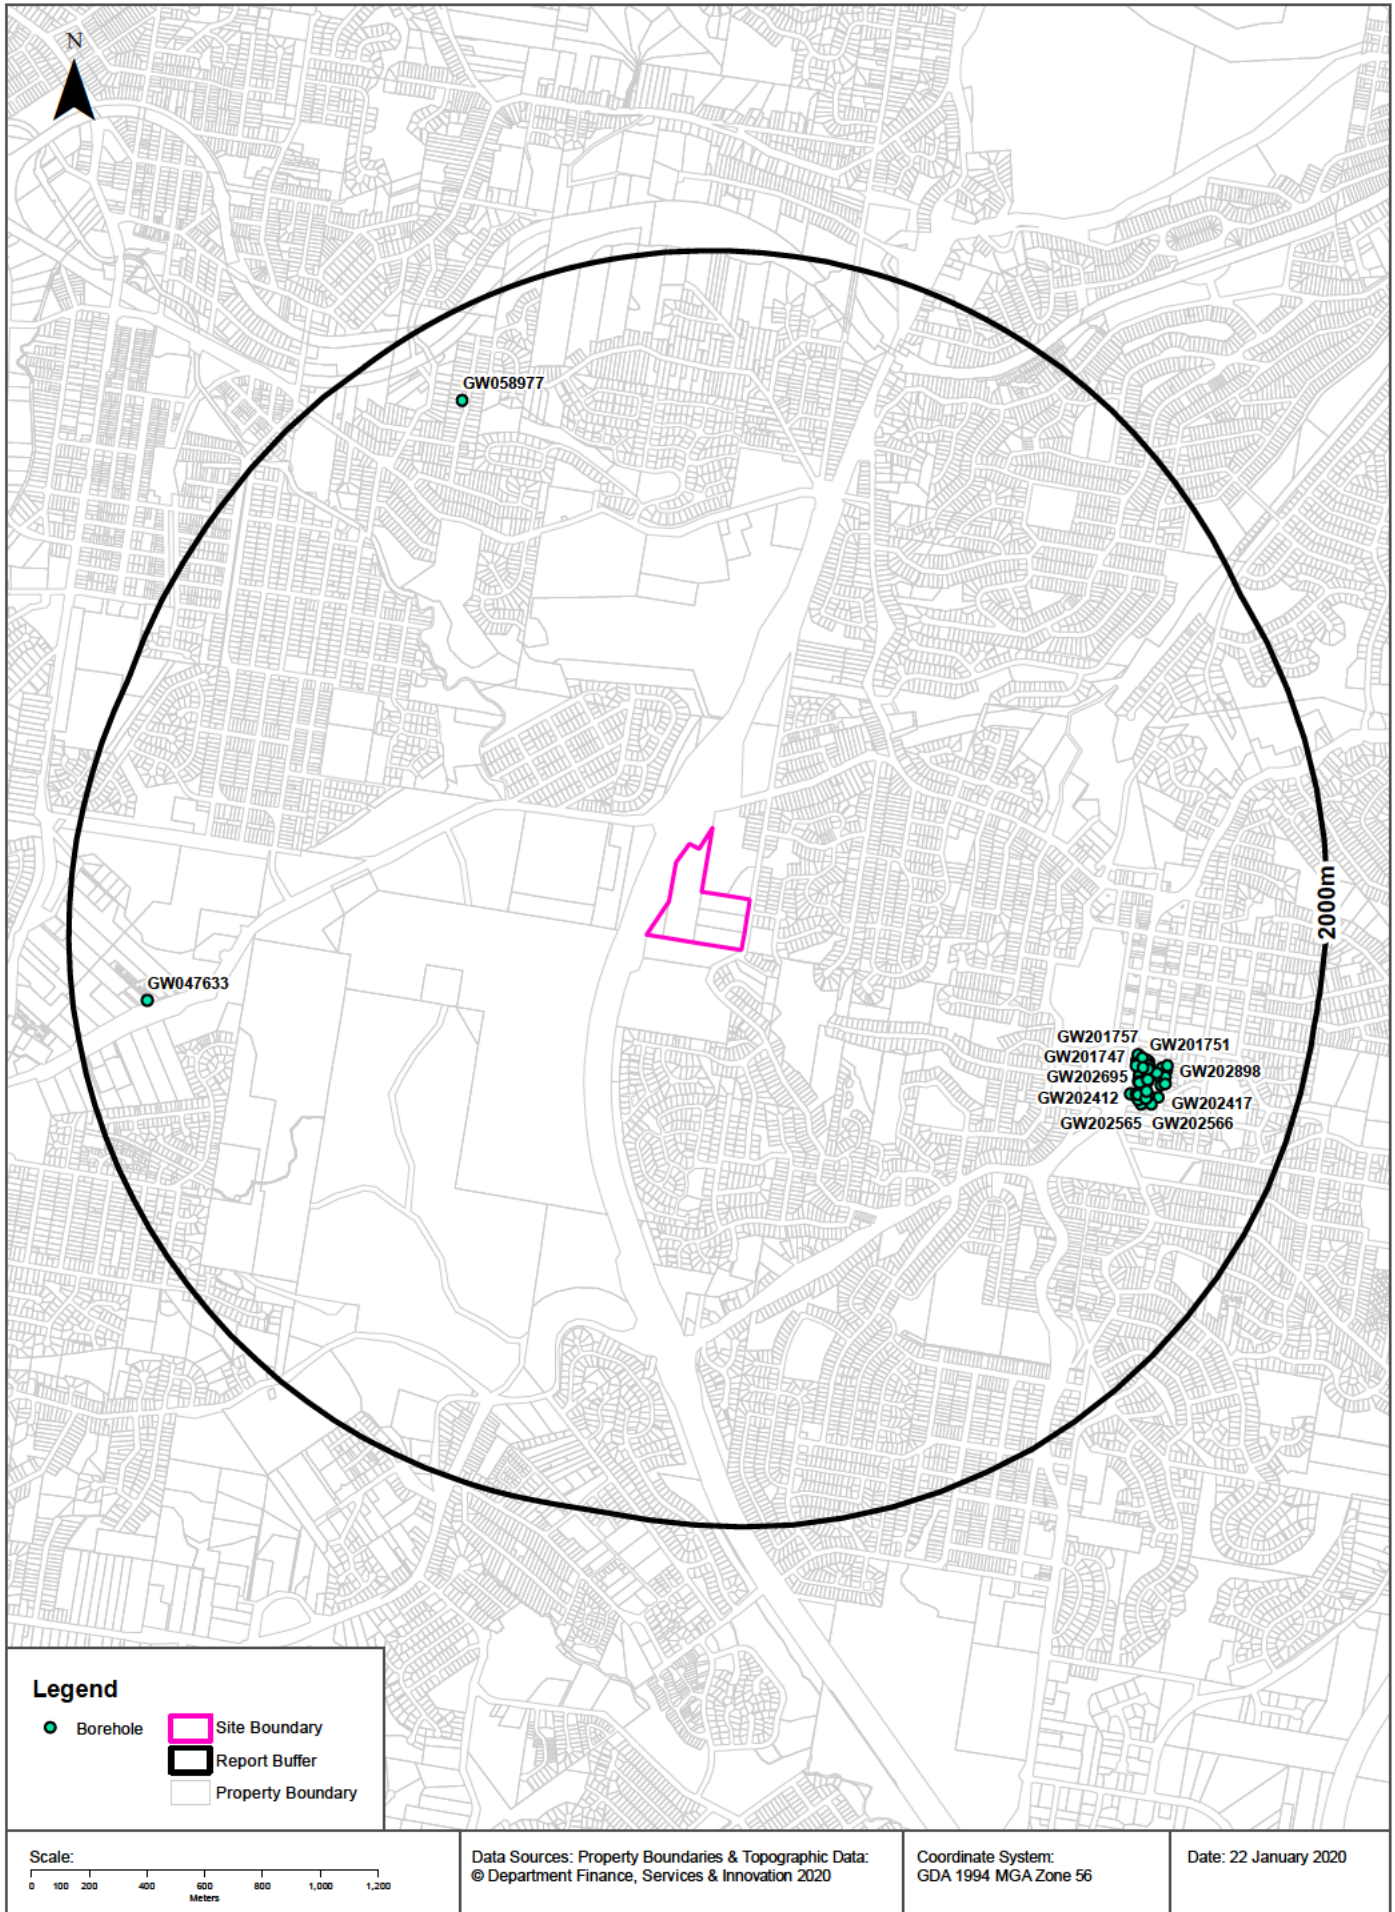 N
GW058977
2000m
GW047633
GW201757
GW201751
GW201747
GW202898
GW202695
GW202412
GW202417
GW202565 GW202566
Legend
Borehole
Site Boundary
Report Buffer
Property Boundary
Scale:
0 100 200 400 600 800 1,000 1,200
Meters
Data Sources: Property Boundaries & Topographic Data:
© Department Finance, Services & Innovation 2020
Coordinate System:
GDA 1994 MGA Zone 56
Date: 22 January 2020